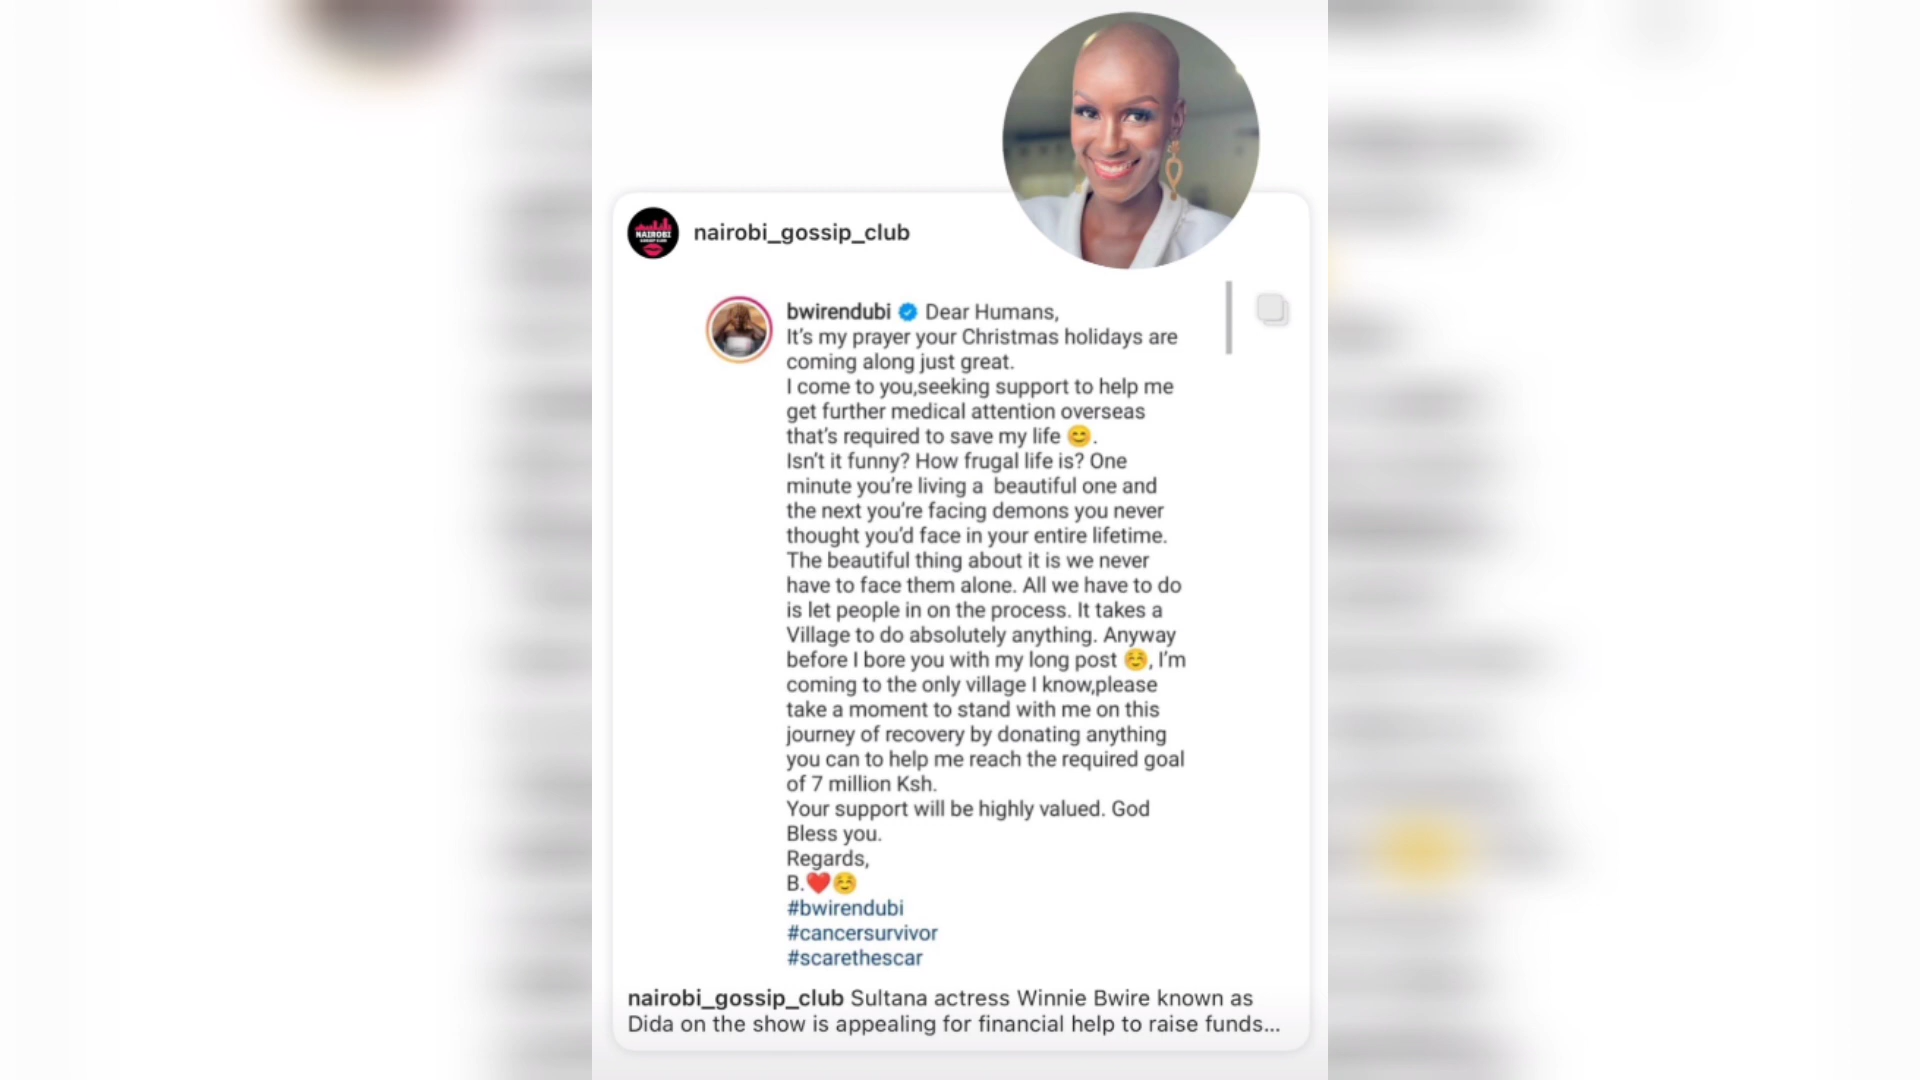 NAIROBI
GOSSIP CLUB
nairobi_gossip_club
bwirendubi Dear Humans,
It's my prayer your Christmas holidays are
coming along just great.
I come to you,seeking support to help me
get further medical attention overseas
that's required to save my life 😊.
Isn't it funny? How frugal life is? One
minute you're living a  beautiful one and
the next you're facing demons you never
thought you'd face in your entire lifetime.
The beautiful thing about it is we never
have to face them alone. All we have to do
is let people in on the process. It takes a
Village to do absolutely anything. Anyway
before I bore you with my long post ☺️, I'm
coming to the only village I know,please
take a moment to stand with me on this
journey of recovery by donating anything
you can to help me reach the required goal
of 7 million Ksh.
Your support will be highly valued. God
Bless you.
Regards,
B.❤️☺️
#bwirendubi
#cancersurvivor
#scarethescar
nairobi_gossip_club Sultana actress Winnie Bwire known as
Dida on the show is appealing for financial help to raise funds...